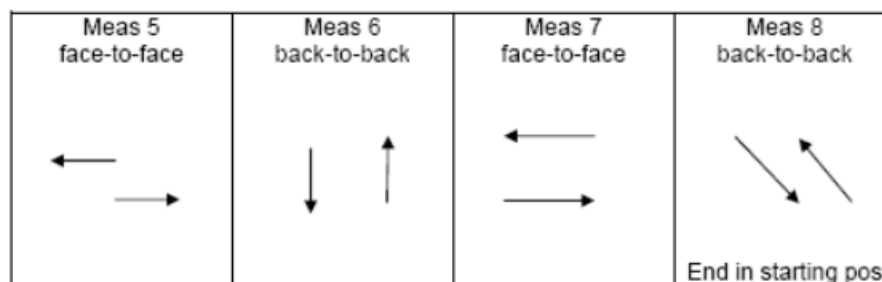 Meas 5
face-to-face
Meas 6
back-to-back
Meas 7
face-to-face
Meas 8
back-to-back
End in starting pos